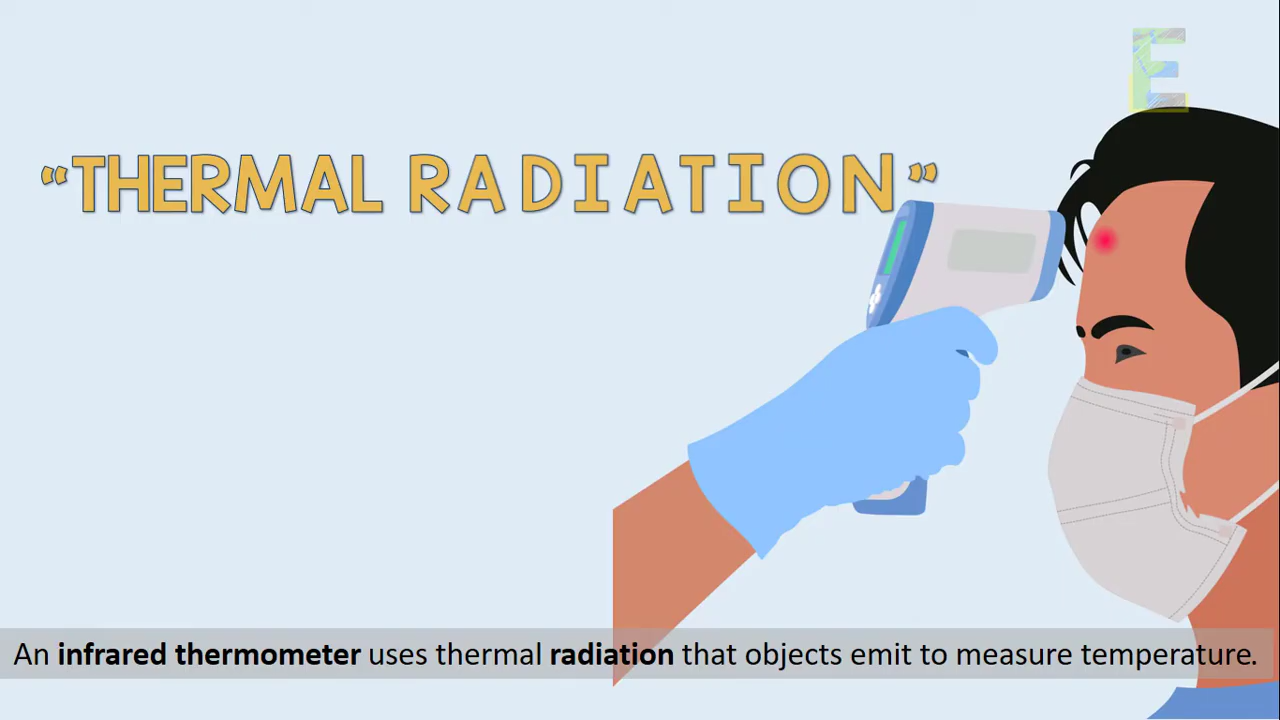 E
“THERMAL RADIATION”
An infrared thermometer uses thermal radiation that objects emit to measure temperature.